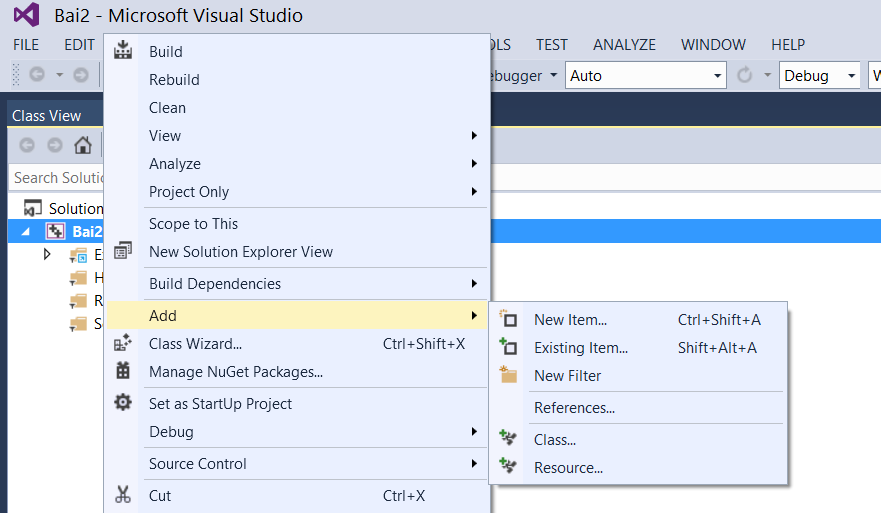 Bai2 - Microsoft Visual Studio
FILE EDIT TEST ANALYZE WINDOW HELP
Auto Debug
Class View
Build
Rebuild
Clean
View
Analyze
Project Only
Scope to This
New Solution Explorer View
Build Dependencies
Add
Class Wizard... Ctrl+Shift+X
Manage NuGet Packages...
Set as StartUp Project
Debug
Source Control
Cut Ctrl+X
Search
Solution
Bai2
New Item... Ctrl+Shift+A
Existing Item... Shift+Alt+A
New Filter
References...
Class...
Resource...